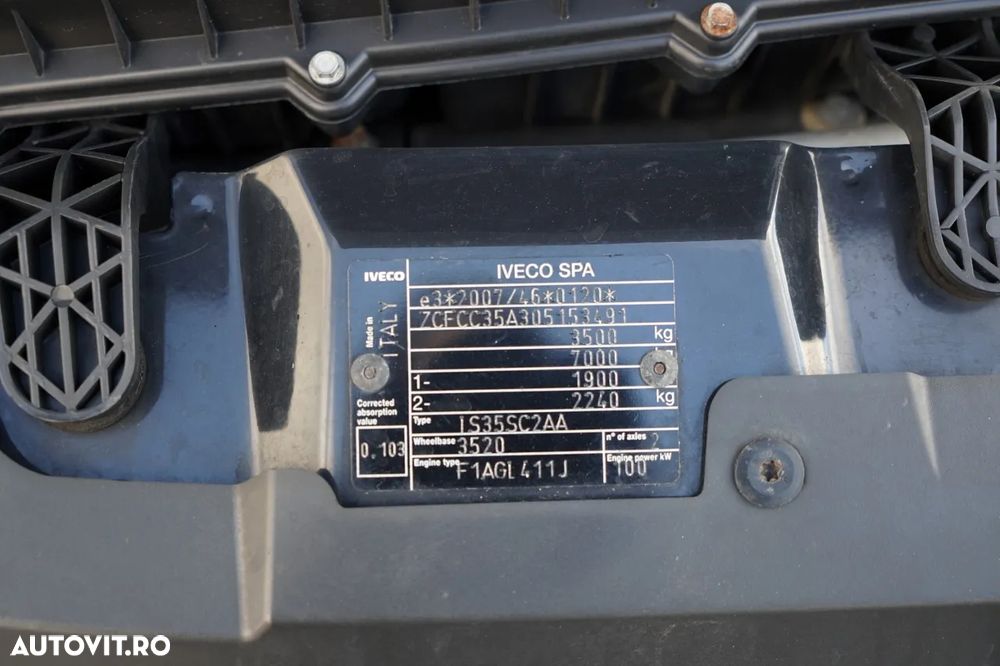 IVECO
IVECO SPA
Made in
ITALY
e3*2007/46*0120*
ZCFCC35A305153491
3500 kg
7000
1- 1900
2- 2240 kg
Corrected
absorption
value
0.103
Type IS35SC2AA
Wheelbase 3520 n° of axles 2
Engine type F1AGL411J Engine power kW 100
AUTOVIT.RO